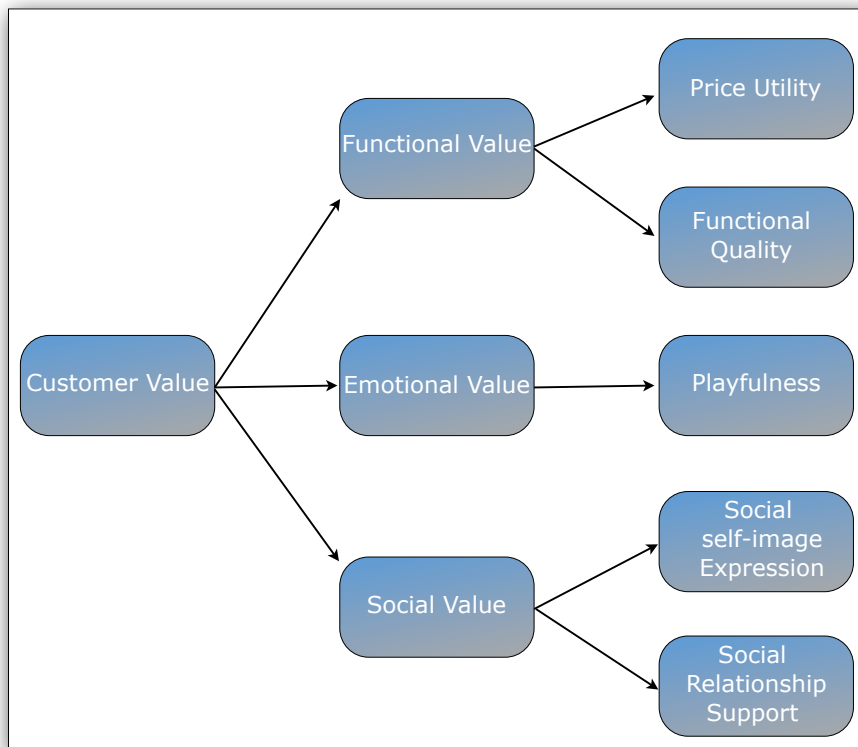 Price Utility
Functional Value
Functional
Quality
Customer Value
Emotional Value
Playfulness
Social
self-image
Expression
Social Value
Social
Relationship
Support